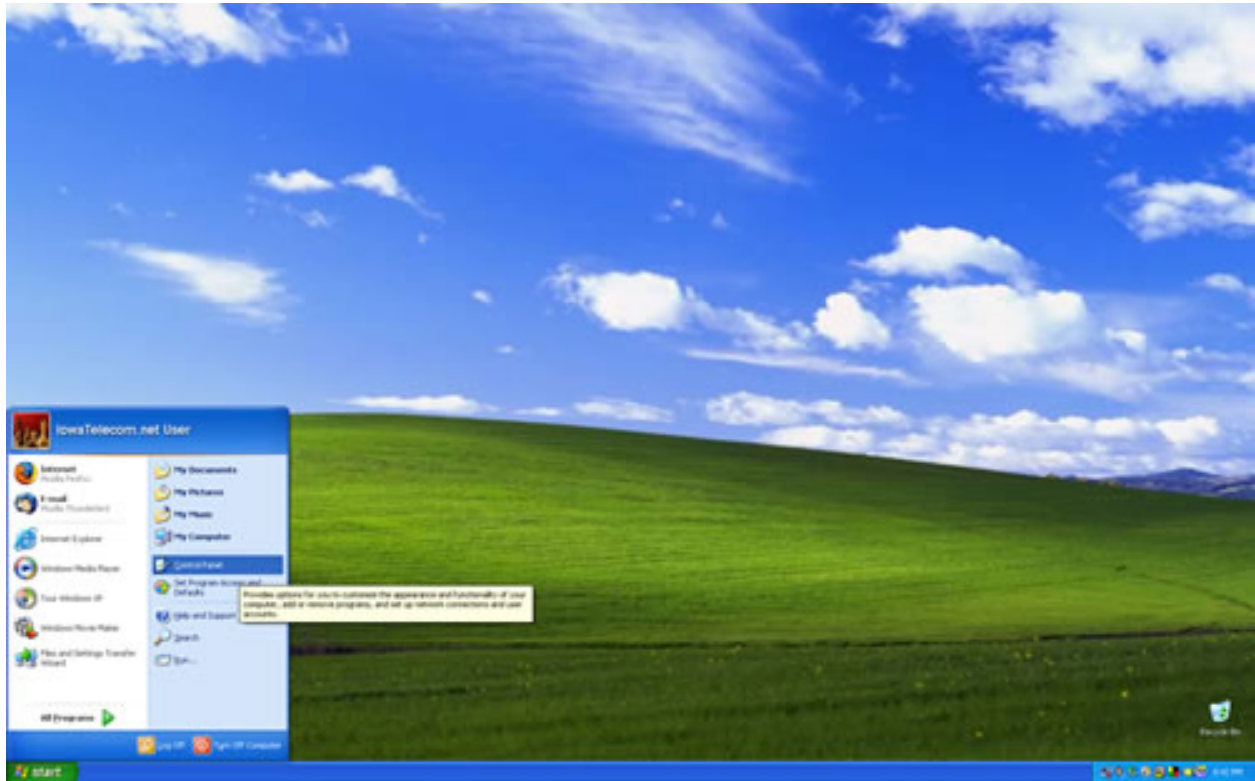 IowaTelecom.net User
Internet
Mozilla Firefox
E-mail
Mozilla Thunderbird
Internet Explorer
Windows Media Player
Tour Windows XP
Windows Movie Maker
Files and Settings Transfer
Wizard
All Programs
My Documents
My Pictures
My Music
My Computer
Control Panel
Set Program Access and
Defaults
Help and Support
Search
Run...
Provides options for you to customize the appearance and functionality of your
computer, add or remove programs, and set up network connections and user
accounts.
Log Off
Turn Off Computer
Recycle Bin
start